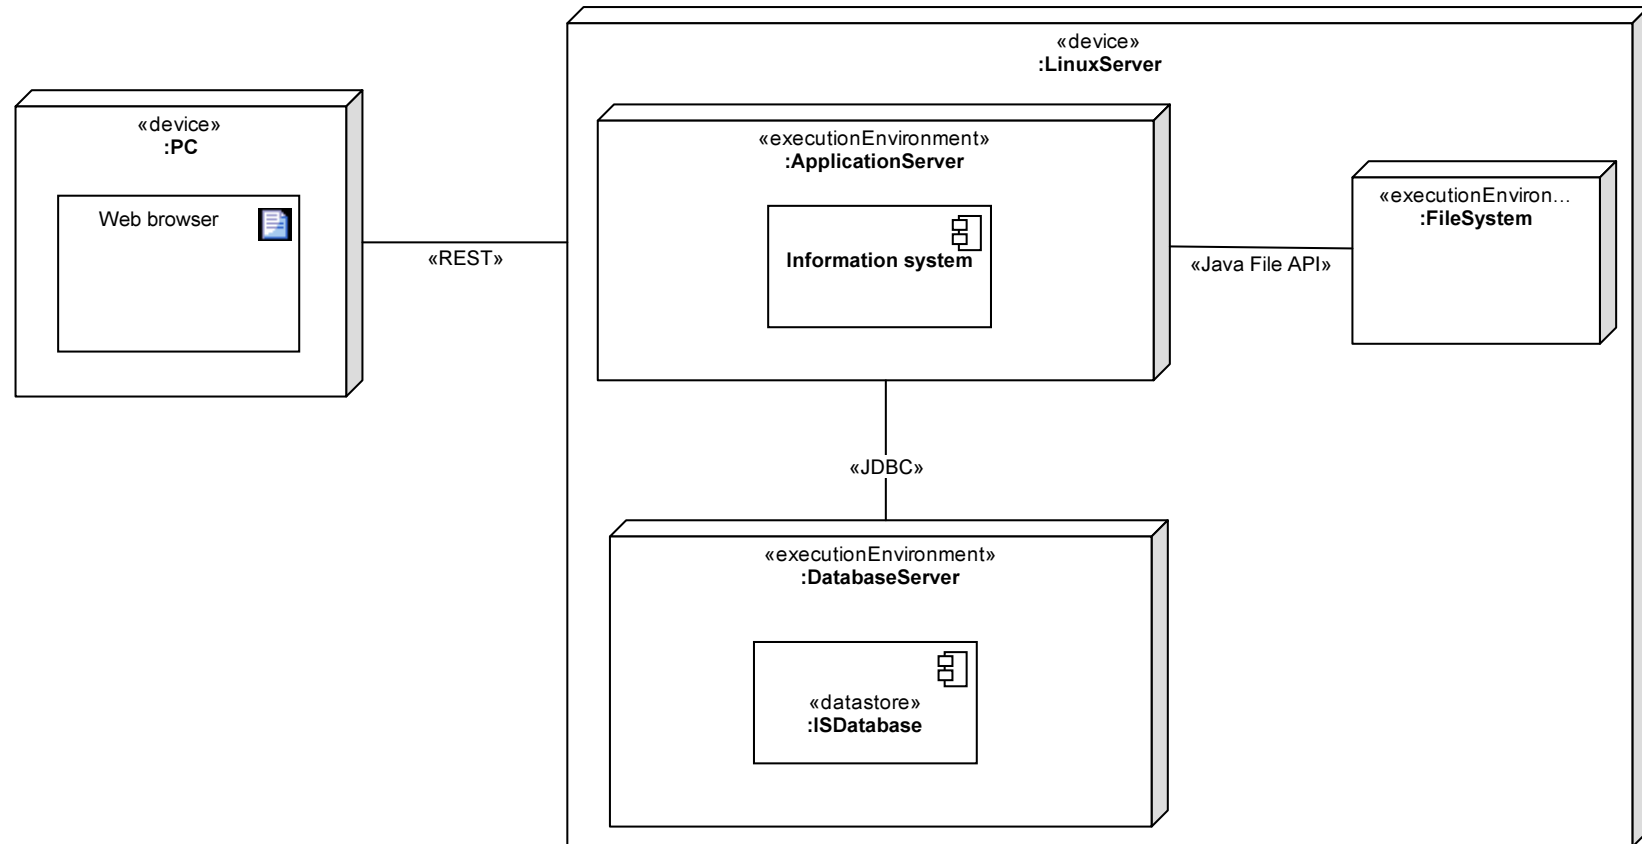 «device»
:LinuxServer
«device»
:PC
Web browser
«REST»
«executionEnvironment»
:ApplicationServer
Information system
«Java File API»
«executionEnviron...
:FileSystem
«JDBC»
«executionEnvironment»
:DatabaseServer
«datastore»
:ISDatabase